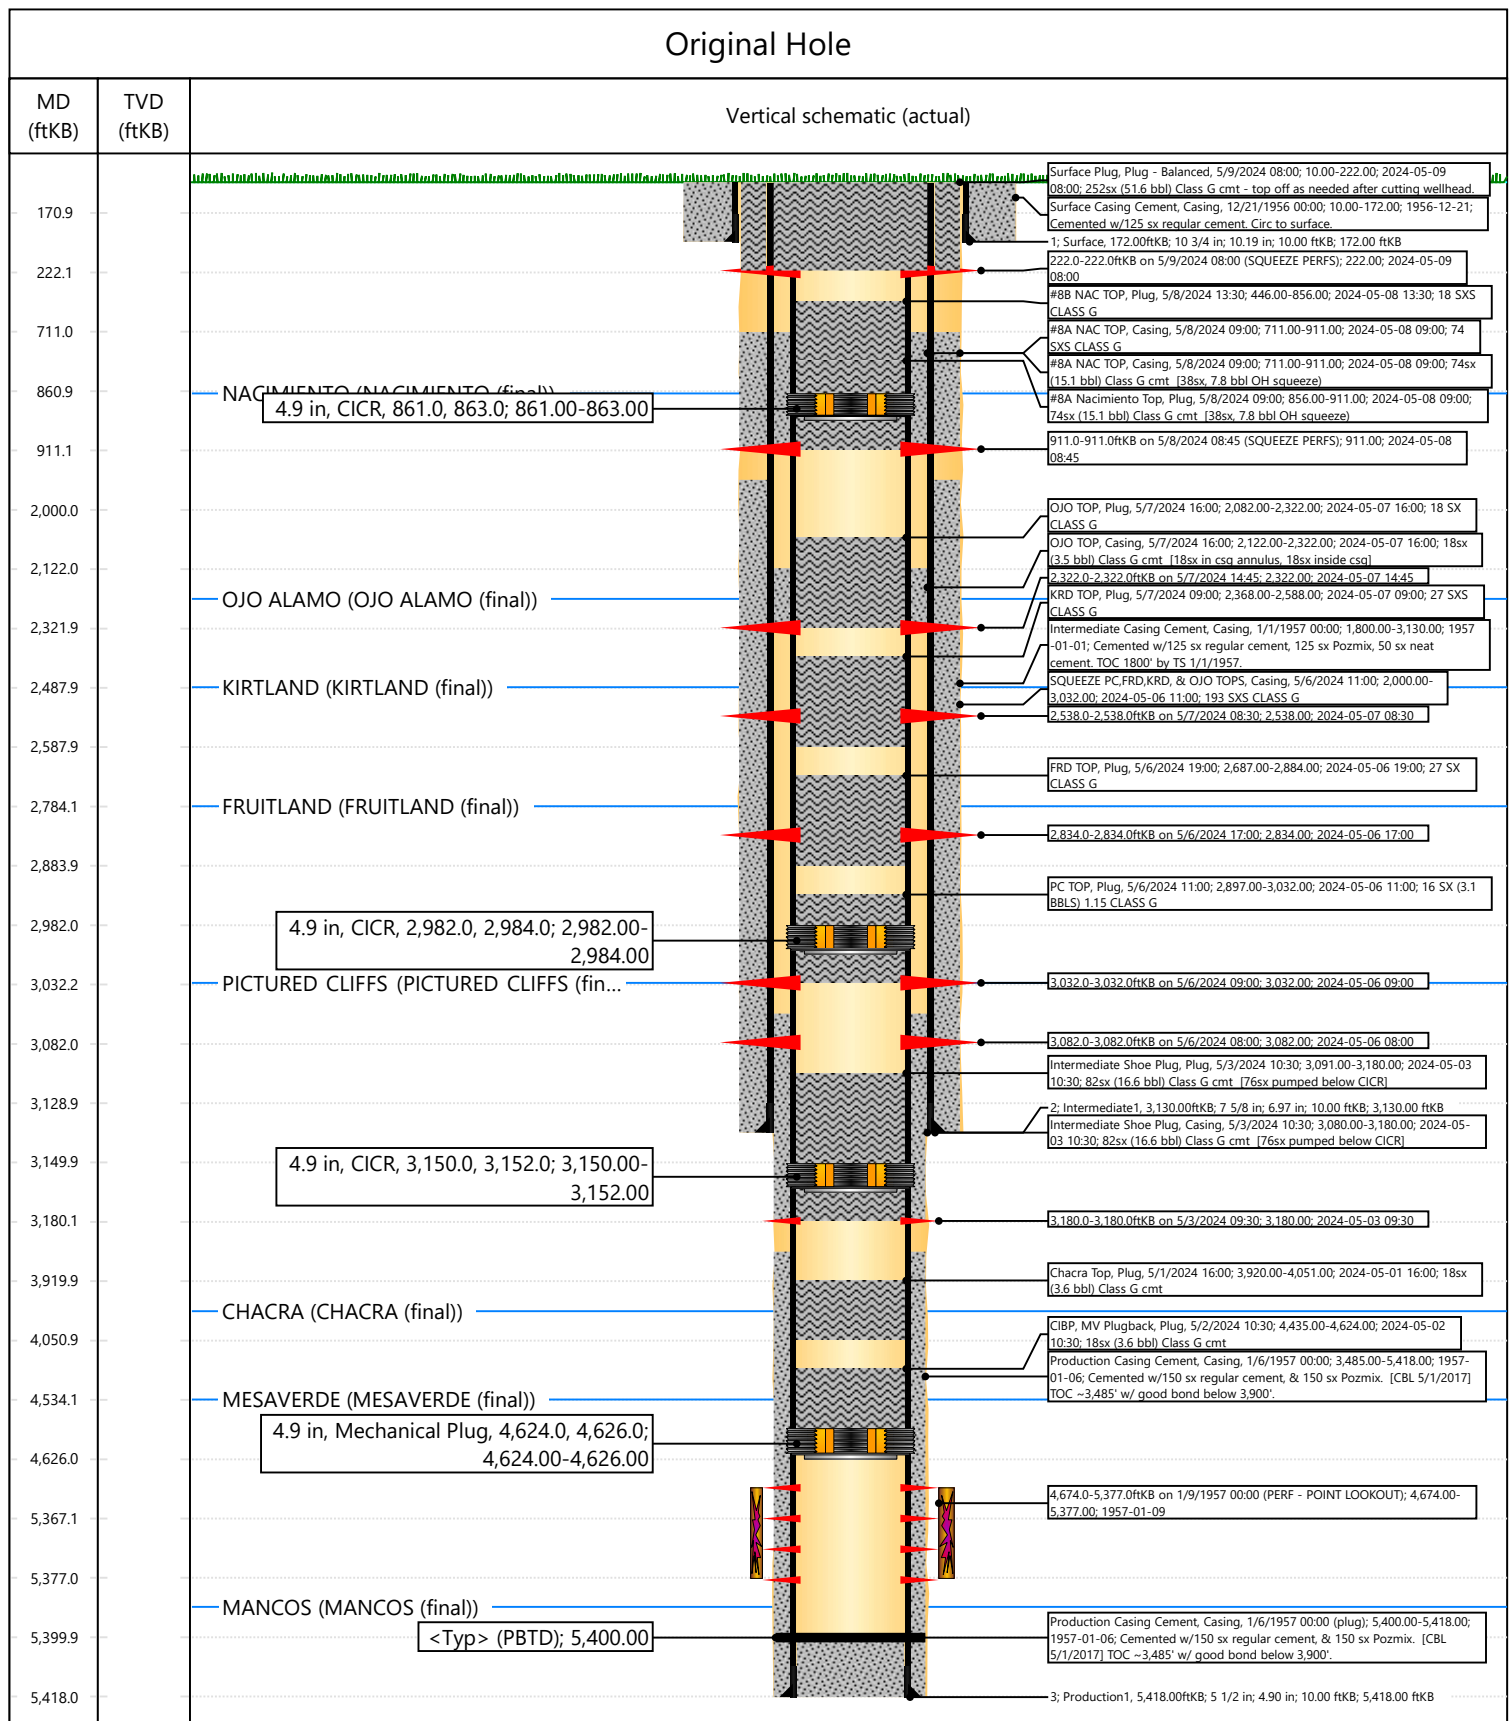 Original Hole
MD
(ftKB)
TVD
(ftKB)
Vertical schematic (actual)
170.9
222.1
711.0
860.9
911.1
2,000.0
2,122.0
2,321.9
2,487.9
2,587.9
2,784.1
2,883.9
2,982.0
3,032.2
3,082.0
3,128.9
3,149.9
3,180.1
3,919.9
4,050.9
4,534.1
4,626.0
5,367.1
5,377.0
5,399.9
5,418.0
NACIMIENTO (NACIMIENTO (final))
4.9 in, CICR, 861.0, 863.0; 861.00-863.00
OJO ALAMO (OJO ALAMO (final))
KIRTLAND (KIRTLAND (final))
FRUITLAND (FRUITLAND (final))
4.9 in, CICR, 2,982.0, 2,984.0; 2,982.00-
2,984.00
PICTURED CLIFFS (PICTURED CLIFFS (fin...
4.9 in, CICR, 3,150.0, 3,152.0; 3,150.00-
3,152.00
CHACRA (CHACRA (final))
MESAVERDE (MESAVERDE (final))
4.9 in, Mechanical Plug, 4,624.0, 4,626.0;
4,624.00-4,626.00
MANCOS (MANCOS (final))
<Typ> (PBTD); 5,400.00
Surface Plug, Plug - Balanced, 5/9/2024 08:00; 10.00-222.00; 2024-05-09
08:00; 252sx (51.6 bbl) Class G cmt - top off as needed after cutting wellhead.
Surface Casing Cement, Casing, 12/21/1956 00:00; 10.00-172.00; 1956-12-21;
Cemented w/125 sx regular cement. Circ to surface.
1; Surface, 172.00ftKB; 10 3/4 in; 10.19 in; 10.00 ftKB; 172.00 ftKB
222.0-222.0ftKB on 5/9/2024 08:00 (SQUEEZE PERFS); 222.00; 2024-05-09
08:00
#8B NAC TOP, Plug, 5/8/2024 13:30; 446.00-856.00; 2024-05-08 13:30; 18 SXS
CLASS G
#8A NAC TOP, Casing, 5/8/2024 09:00; 711.00-911.00; 2024-05-08 09:00; 74
SXS CLASS G
#8A NAC TOP, Casing, 5/8/2024 09:00; 711.00-911.00; 2024-05-08 09:00; 74sx
(15.1 bbl) Class G cmt  [38sx, 7.8 bbl OH squeeze)
#8A Nacimiento Top, Plug, 5/8/2024 09:00; 856.00-911.00; 2024-05-08 09:00;
74sx (15.1 bbl) Class G cmt  [38sx, 7.8 bbl OH squeeze)
911.0-911.0ftKB on 5/8/2024 08:45 (SQUEEZE PERFS); 911.00; 2024-05-08
08:45
OJO TOP, Plug, 5/7/2024 16:00; 2,082.00-2,322.00; 2024-05-07 16:00; 18 SX
CLASS G
OJO TOP, Casing, 5/7/2024 16:00; 2,122.00-2,322.00; 2024-05-07 16:00; 18sx
(3.5 bbl) Class G cmt  [18sx in csg annulus, 18sx inside csg]
2,322.0-2,322.0ftKB on 5/7/2024 14:45; 2,322.00; 2024-05-07 14:45
KRD TOP, Plug, 5/7/2024 09:00; 2,368.00-2,588.00; 2024-05-07 09:00; 27 SXS
CLASS G
Intermediate Casing Cement, Casing, 1/1/1957 00:00; 1,800.00-3,130.00; 1957
-01-01; Cemented w/125 sx regular cement, 125 sx Pozmix, 50 sx neat
cement. TOC 1800' by TS 1/1/1957.
SQUEEZE PC,FRD,KRD, & OJO TOPS, Casing, 5/6/2024 11:00; 2,000.00-
3,032.00; 2024-05-06 11:00; 193 SXS CLASS G
2,538.0-2,538.0ftKB on 5/7/2024 08:30; 2,538.00; 2024-05-07 08:30
FRD TOP, Plug, 5/6/2024 19:00; 2,687.00-2,884.00; 2024-05-06 19:00; 27 SX
CLASS G
2,834.0-2,834.0ftKB on 5/6/2024 17:00; 2,834.00; 2024-05-06 17:00
PC TOP, Plug, 5/6/2024 11:00; 2,897.00-3,032.00; 2024-05-06 11:00; 16 SX (3.1
BBLS) 1.15 CLASS G
3,032.0-3,032.0ftKB on 5/6/2024 09:00; 3,032.00; 2024-05-06 09:00
3,082.0-3,082.0ftKB on 5/6/2024 08:00; 3,082.00; 2024-05-06 08:00
Intermediate Shoe Plug, Plug, 5/3/2024 10:30; 3,091.00-3,180.00; 2024-05-03
10:30; 82sx (16.6 bbl) Class G cmt  [76sx pumped below CICR]
2; Intermediate1, 3,130.00ftKB; 7 5/8 in; 6.97 in; 10.00 ftKB; 3,130.00 ftKB
Intermediate Shoe Plug, Casing, 5/3/2024 10:30; 3,080.00-3,180.00; 2024-05-
03 10:30; 82sx (16.6 bbl) Class G cmt  [76sx pumped below CICR]
3,180.0-3,180.0ftKB on 5/3/2024 09:30; 3,180.00; 2024-05-03 09:30
Chacra Top, Plug, 5/1/2024 16:00; 3,920.00-4,051.00; 2024-05-01 16:00; 18sx
(3.6 bbl) Class G cmt
CIBP, MV Plugback, Plug, 5/2/2024 10:30; 4,435.00-4,624.00; 2024-05-02
10:30; 18sx (3.6 bbl) Class G cmt
Production Casing Cement, Casing, 1/6/1957 00:00; 3,485.00-5,418.00; 1957-
01-06; Cemented w/150 sx regular cement, & 150 sx Pozmix.  [CBL 5/1/2017]
TOC ~3,485' w/ good bond below 3,900'.
4,674.0-5,377.0ftKB on 1/9/1957 00:00 (PERF - POINT LOOKOUT); 4,674.00-
5,377.00; 1957-01-09
Production Casing Cement, Casing, 1/6/1957 00:00 (plug); 5,400.00-5,418.00;
1957-01-06; Cemented w/150 sx regular cement, & 150 sx Pozmix.  [CBL
5/1/2017] TOC ~3,485' w/ good bond below 3,900'.
3; Production1, 5,418.00ftKB; 5 1/2 in; 4.90 in; 10.00 ftKB; 5,418.00 ftKB